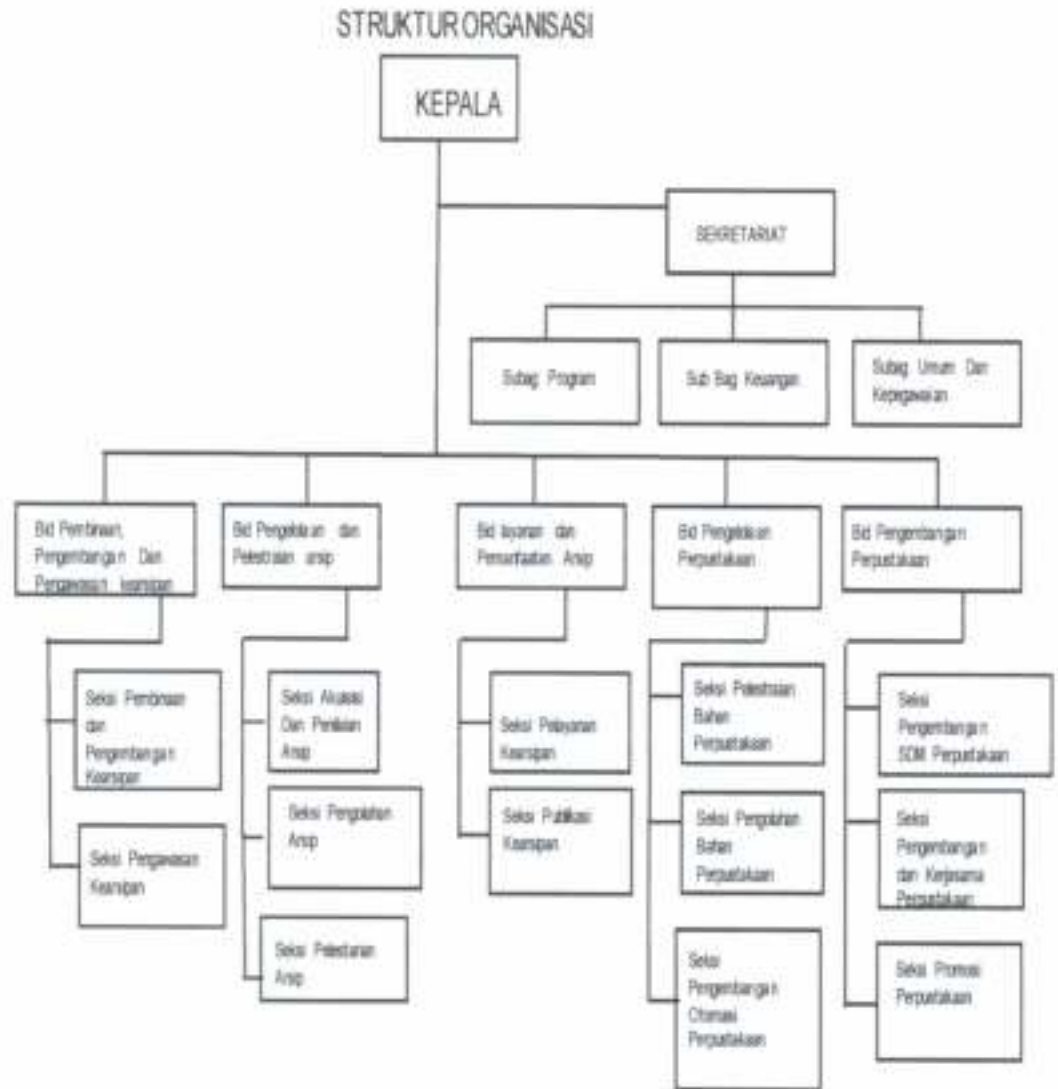 STRUKTUR ORGANISASI
KEPALA
SEKRETARIAT
Subag Program
Sub Bag Keuangan
Subag Umum Dan
Kepegawaian
Bid Pembinaan,
Pengembangan Dan
Pengawasan kearsipan
Bid Pengelolaan dan
Pelestraian arsip
Bid layanan dan
Pemanfaatan Arsip
Bid Pengelolaan
Perpustakaan
Bid Pengembangan
Perpustakaan
Seksi Pembinaan
dan
Pengembangan
Kearsipan
Seksi Pengawasan
Kearsipan
Seksi Akuisisi
Dan Penilaian
Arsip
Seksi Pengolahan
Arsip
Seksi Pelestarian
Arsip
Seksi Pelayanan
Kearsipan
Seksi Publikasi
Kearsipan
Seksi Pelestraian
Bahan
Perpustakaan
Seksi Pengolahan
Bahan
Perpustakaan
Seksi
Pengembangan
Otomasi
Perpustakaan
Seksi
Pengembangan
SDM Perpustakaan
Seksi
Pengembangan
dan Kerjasama
Perpustakaan
Seksi Promosi
Perpustakaan